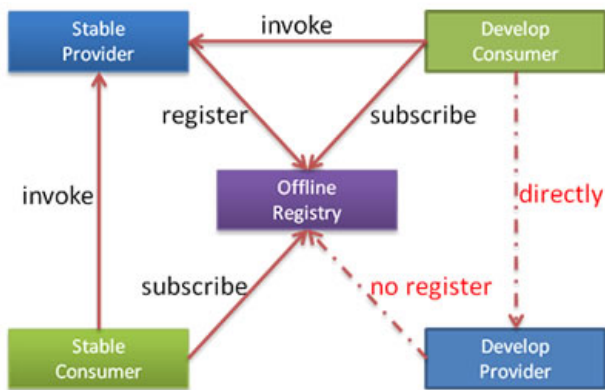 Stable
Provider
invoke
Develop
Consumer
register
subscribe
invoke
Offline
Registry
directly
subscribe
no register
Stable
Consumer
Develop
Provider